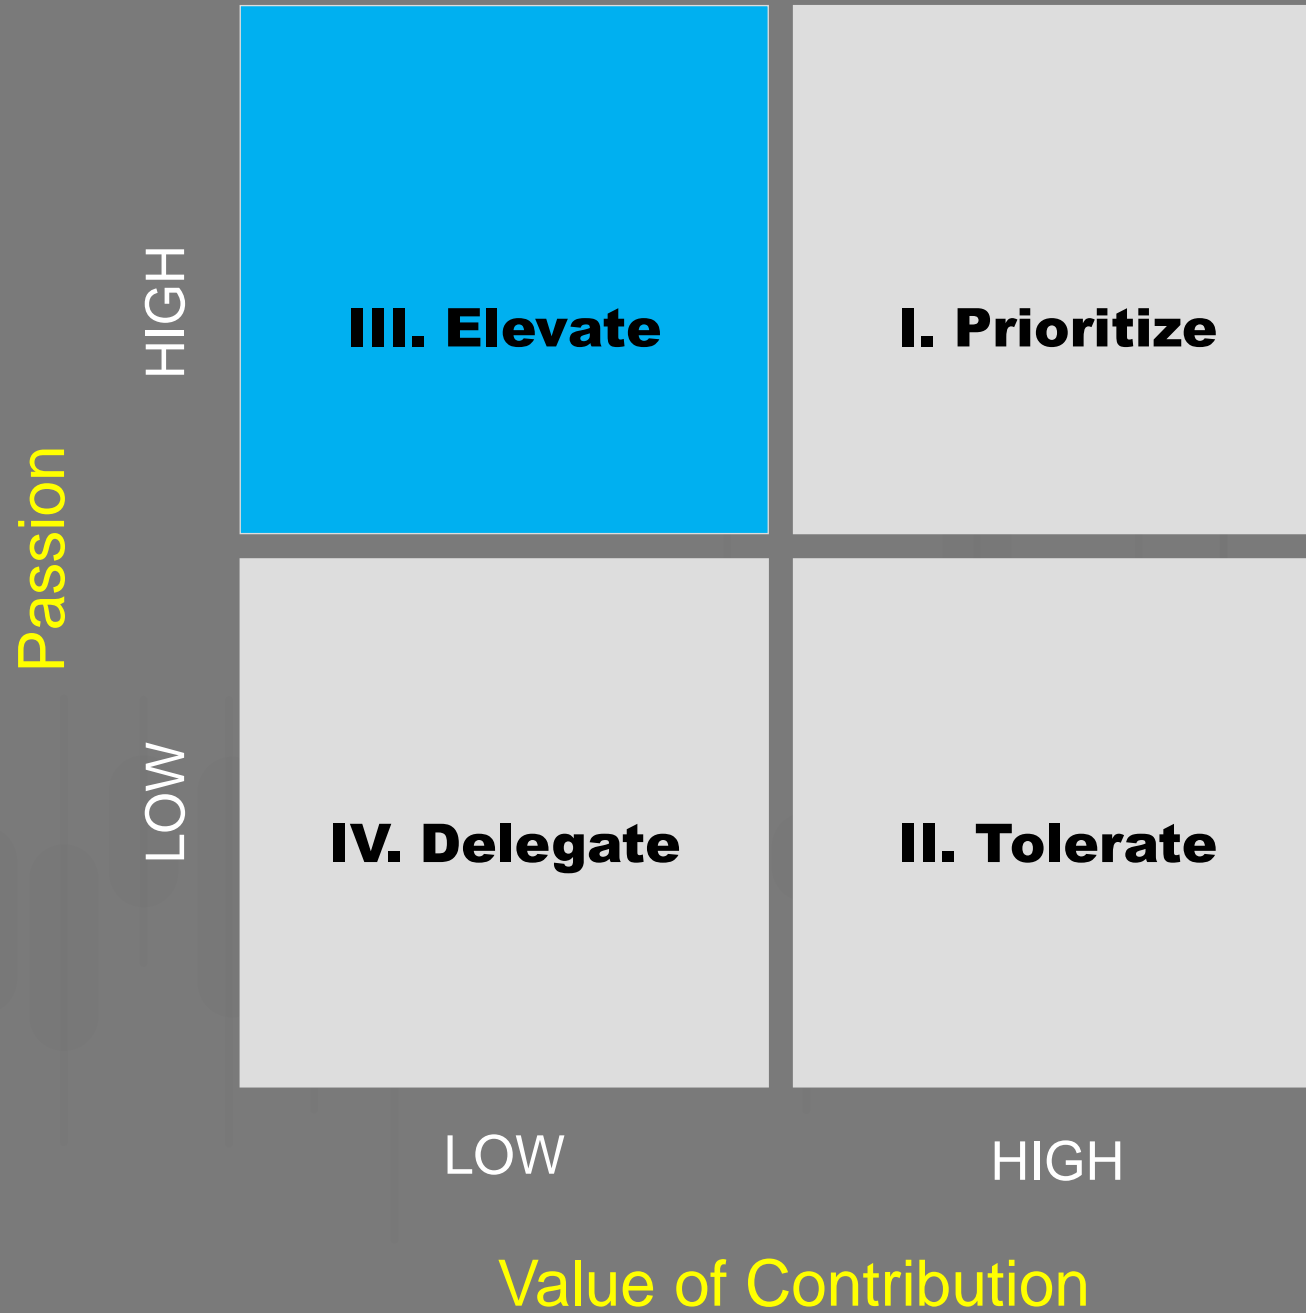 HIGH
III. Elevate
I. Prioritize
Passion
LOW
IV. Delegate
II. Tolerate
LOW
HIGH
Value of Contribution